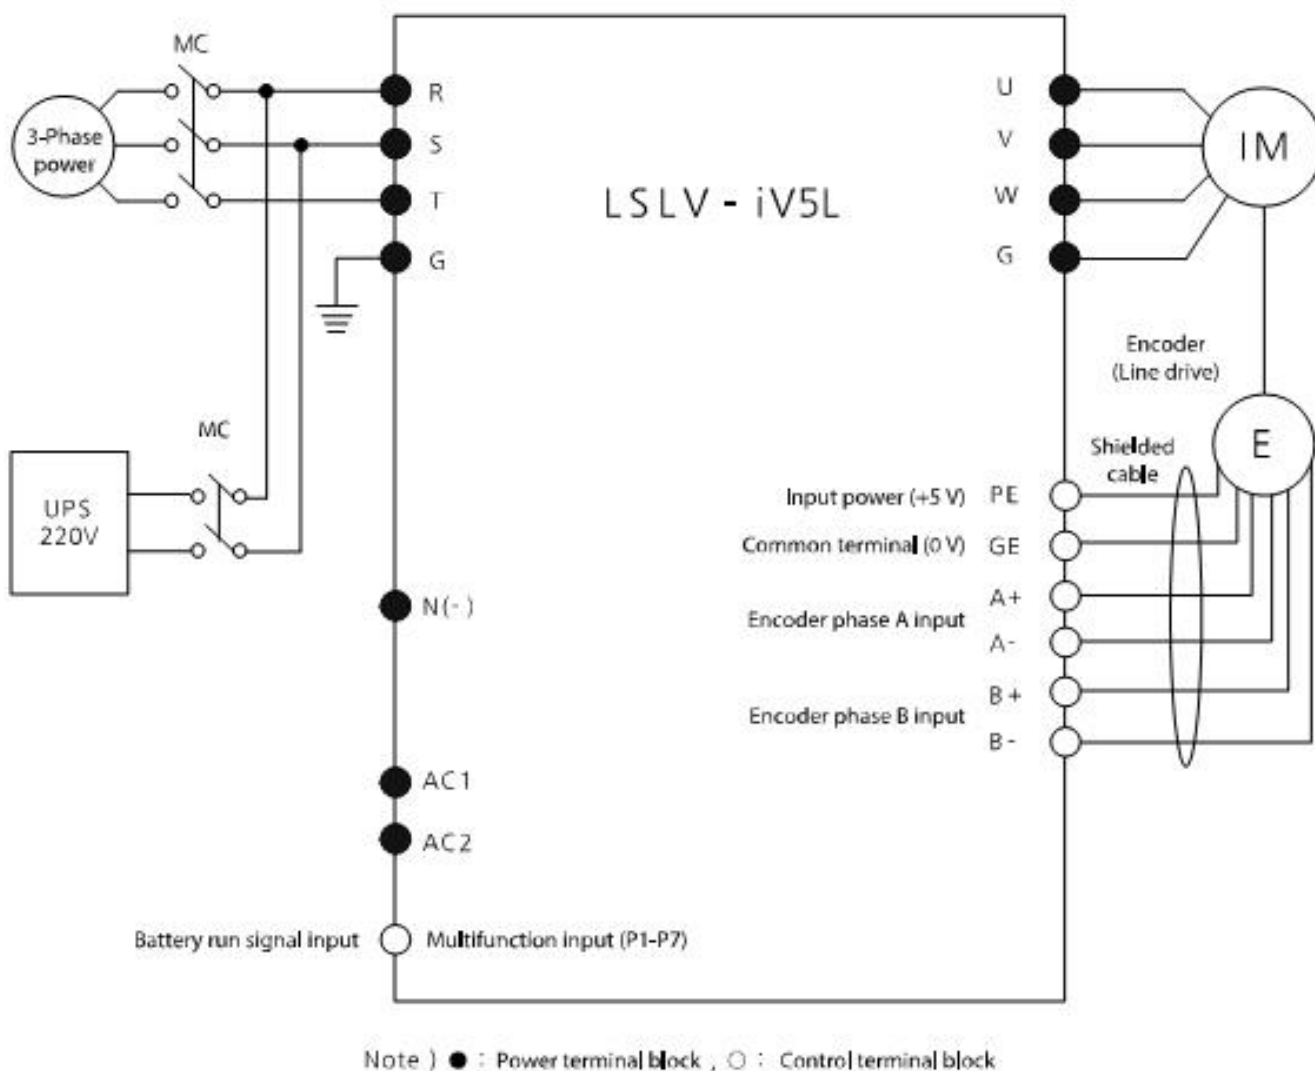 MC
3-Phase
power
R
S
T
G
LSLV - iV5L
U
V
W
G
IM
Encoder
(Line drive)
E
Shielded
cable
MC
UPS
220V
Input power (+5 V) PE
Common terminal (0 V) GE
A+
Encoder phase A input
A-
B+
Encoder phase B input
B-
N(-)
AC1
AC2
Battery run signal input
Multifunction input (P1-P7)
Note ) ● : Power terminal block , ○ : Control terminal block